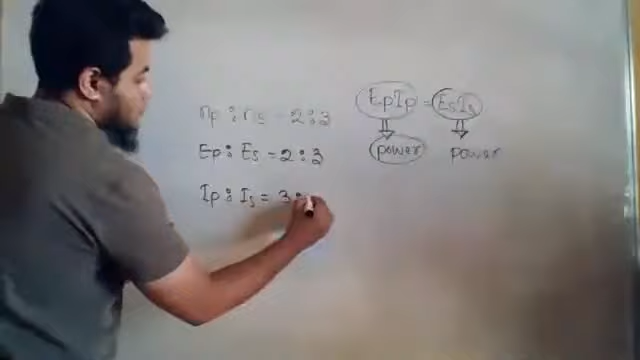 np : ns = 2:3
Ep : Es = 2:3
Ip : Is = 3:
EpIp = EsIs
power power